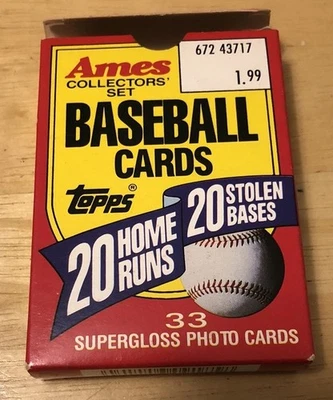 672 43717
1.99
Ames
COLLECTORS'
SET
BASEBALL
CARDS
Topps®
20 HOME RUNS
20 STOLEN BASES
33
SUPERGLOSS PHOTO CARDS